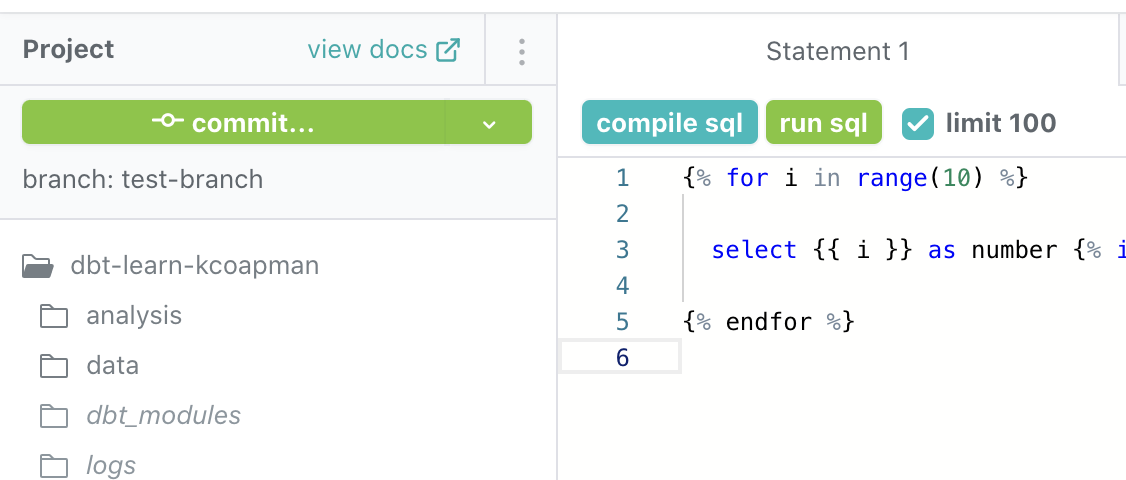 Project
view docs
commit...
branch: test-branch
dbt-learn-kcoapman
analysis
data
dbt_modules
logs
Statement 1
compile sql
run sql
limit 100
1 {% for i in range(10) %}
2
3 select {{ i }} as number {% i
4
5 {% endfor %}
6